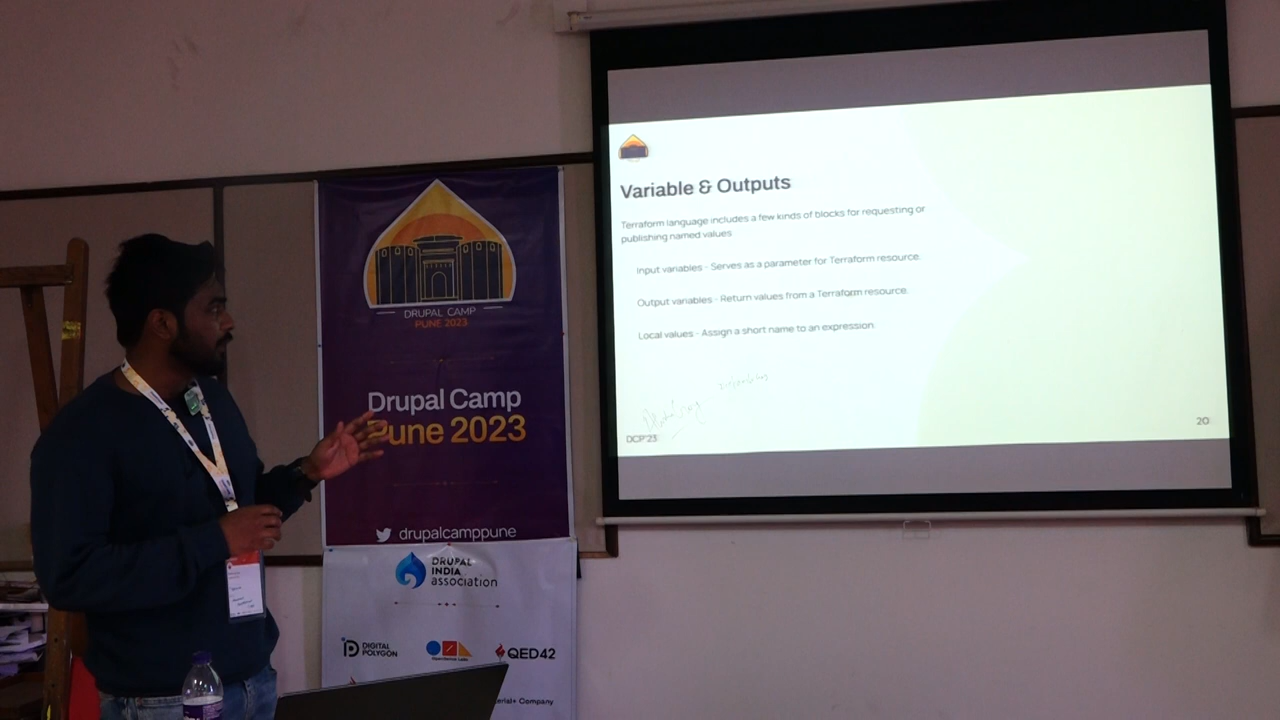 Variable & Outputs
Terraform language includes a few kinds of blocks for requesting or
publishing named values
Input variables - Serves as a parameter for Terraform resource.
Output variables - Return values from a Terraform resource.
Local values - Assign a short name to an expression.
DCP'23
20
DRUPAL CAMP
PUNE 2023
Drupal Camp
Pune 2023
drupalcamppune
DRUPAL
INDIA
association
DIGITAL
POLYGON
QED42
Company